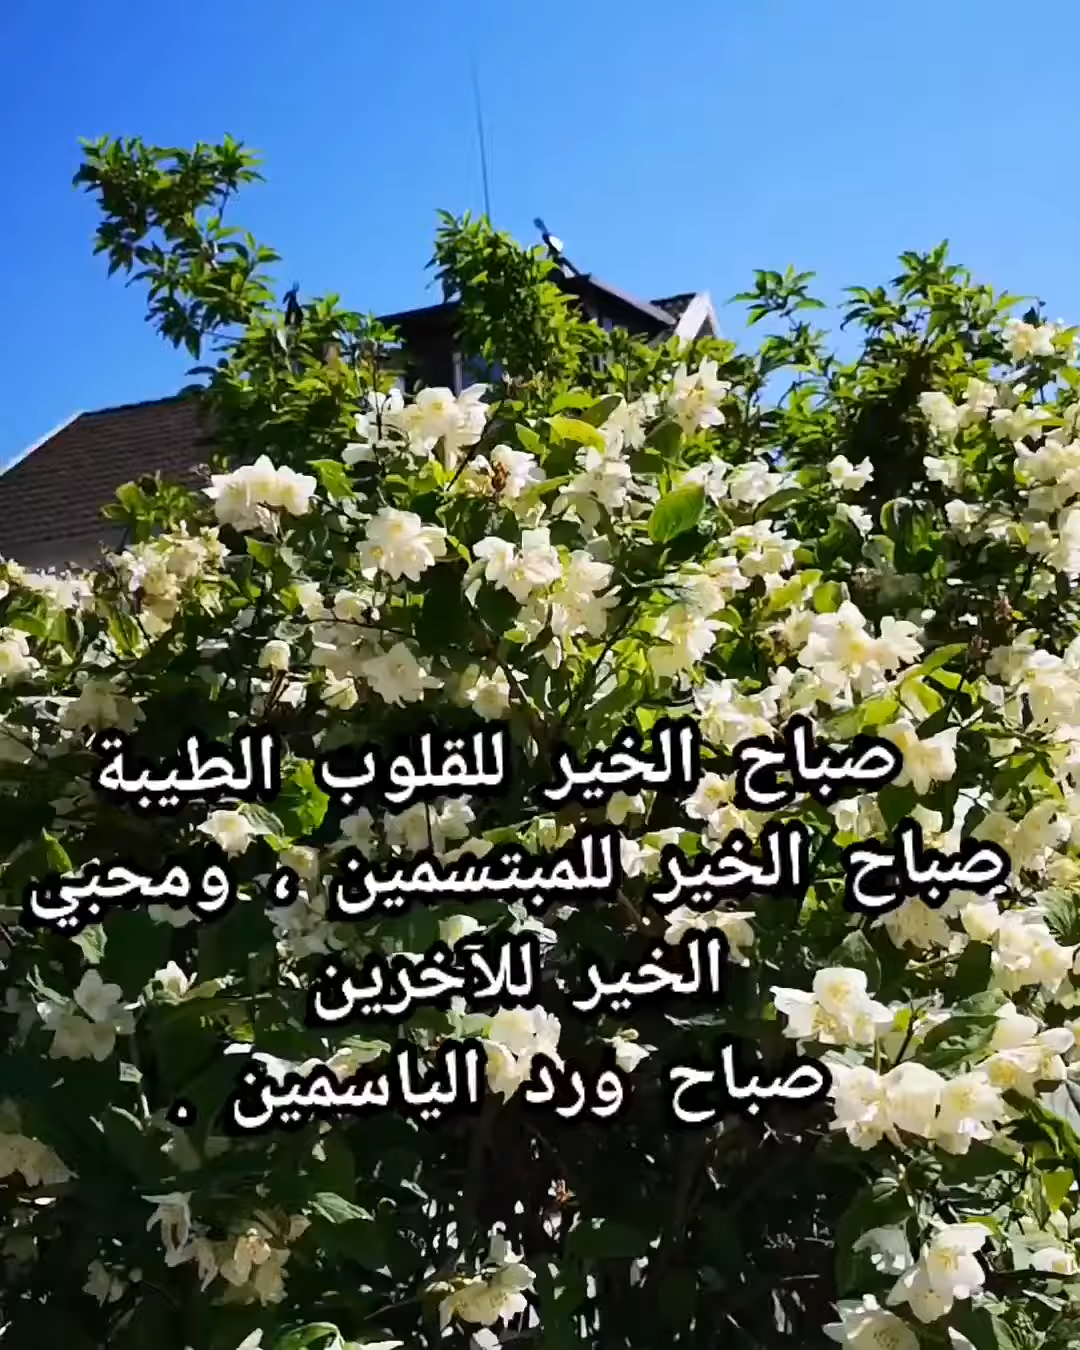 صباح الخير للقلوب الطيبة
صباح الخير للمبتسمين ، ومحبي
الخير للآخرين
صباح ورد الياسمين .